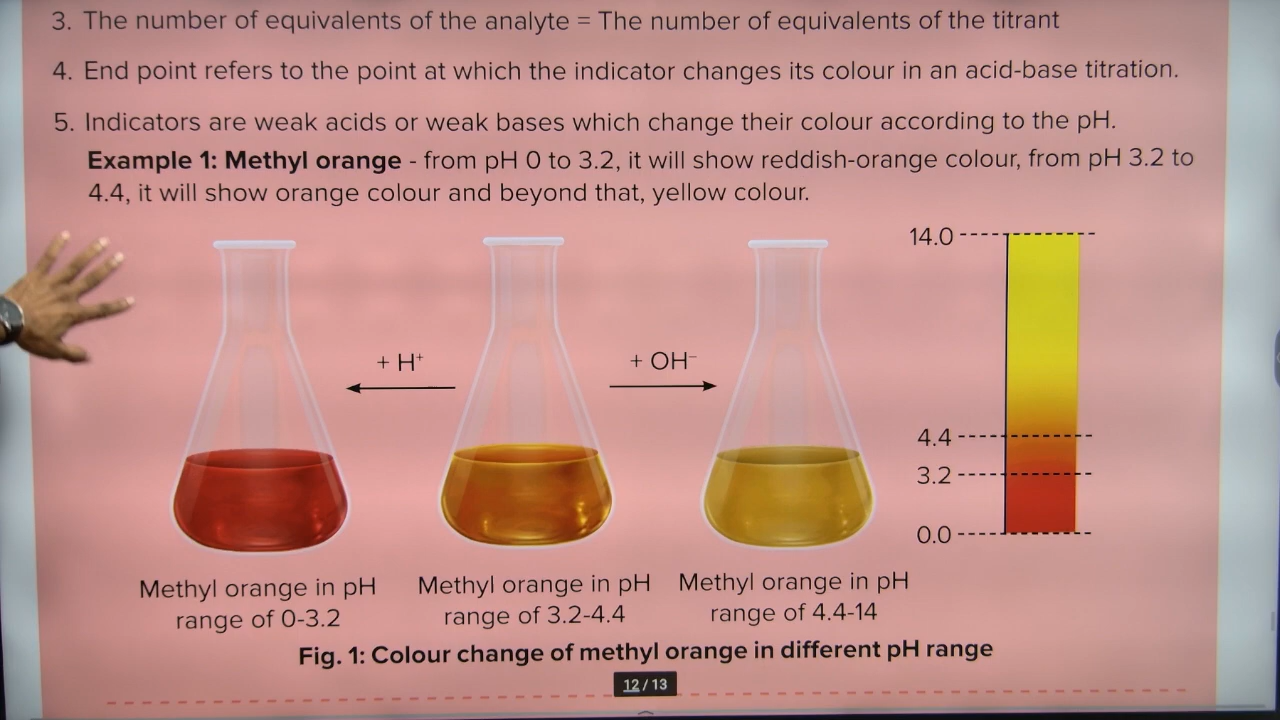 3. The number of equivalents of the analyte = The number of equivalents of the titrant
4. End point refers to the point at which the indicator changes its colour in an acid-base titration.
5. Indicators are weak acids or weak bases which change their colour according to the pH.
Example 1: Methyl orange - from pH 0 to 3.2, it will show reddish-orange colour, from pH 3.2 to
4.4, it will show orange colour and beyond that, yellow colour.
14.0
+ H⁺
+ OH⁻
4.4
3.2
0.0
Methyl orange in pH
range of 0-3.2
Methyl orange in pH
range of 3.2-4.4
Methyl orange in pH
range of 4.4-14
Fig. 1: Colour change of methyl orange in different pH range
12 / 13